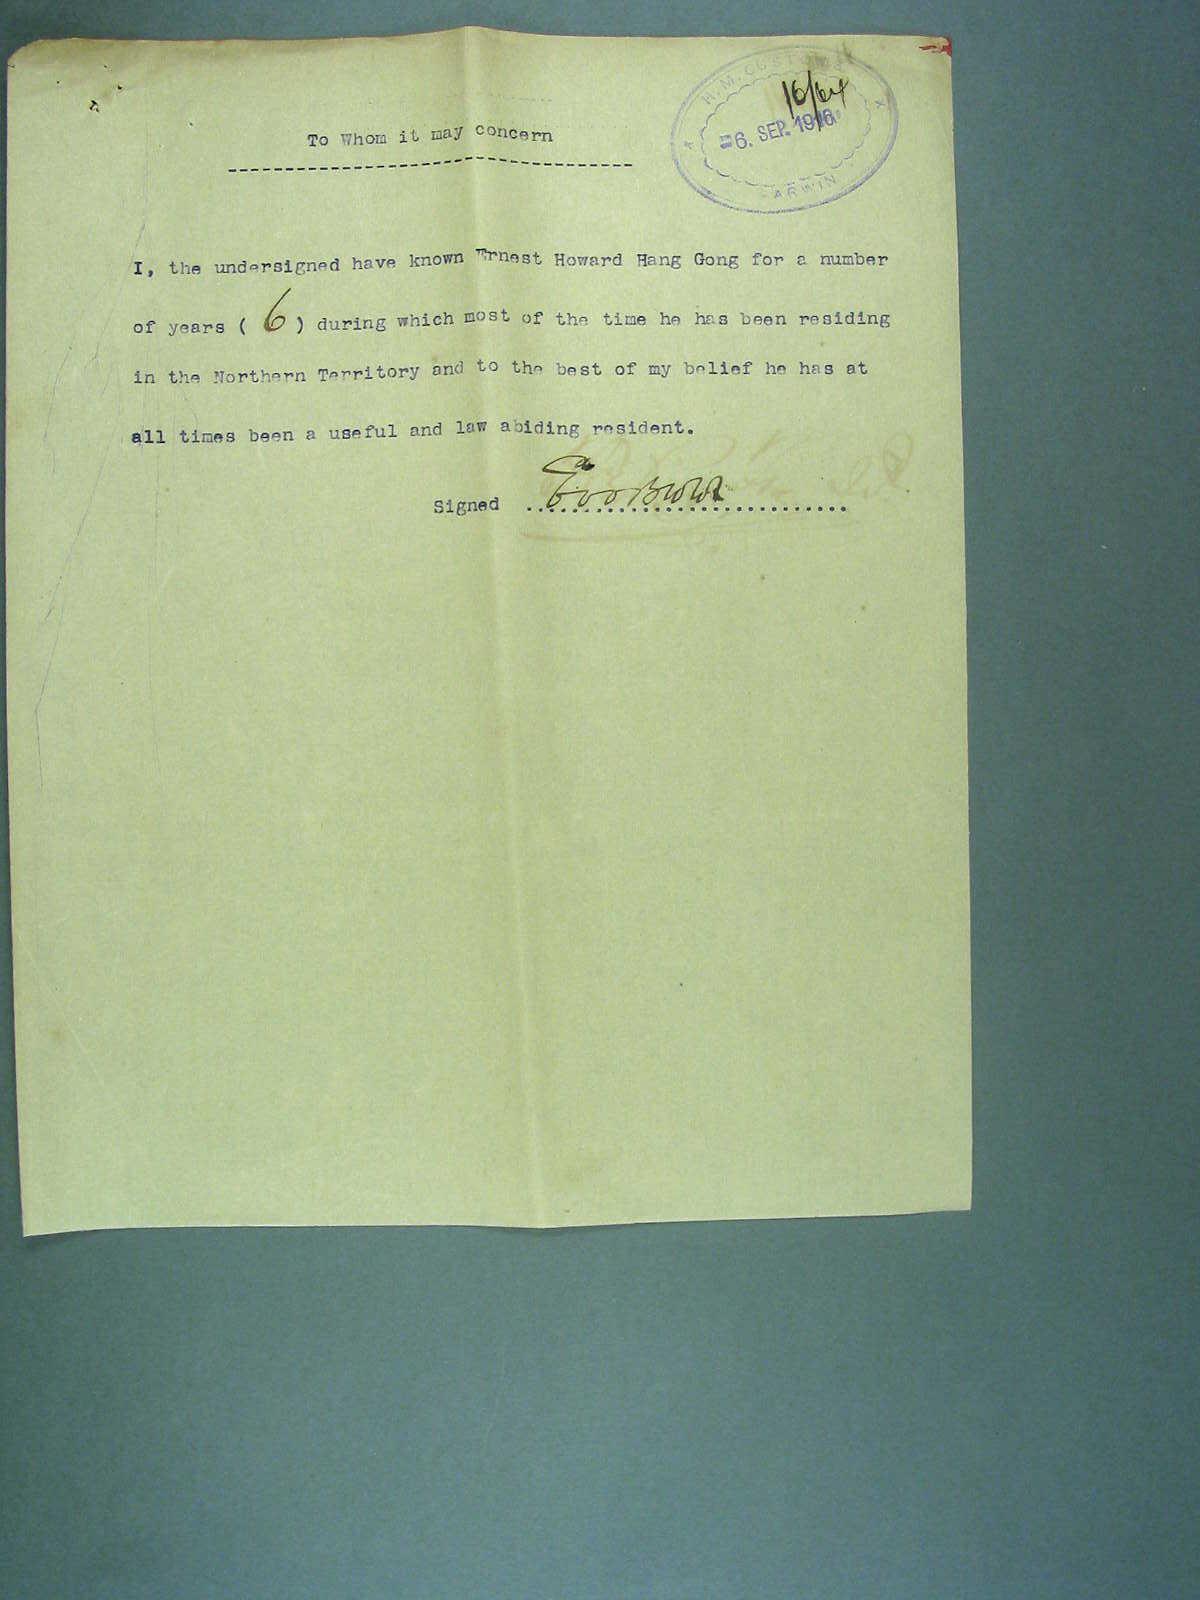 H.M. CUSTOMS
16/64
6. SEP. 1916
ARWIN
To Whom it may concern
I, the undersigned have known Ernest Howard Hang Gong for a number
of years ( 6 ) during which most of the time he has been residing
in the Northern Territory and to the best of my belief he has at
all times been a useful and law abiding resident.
Signed